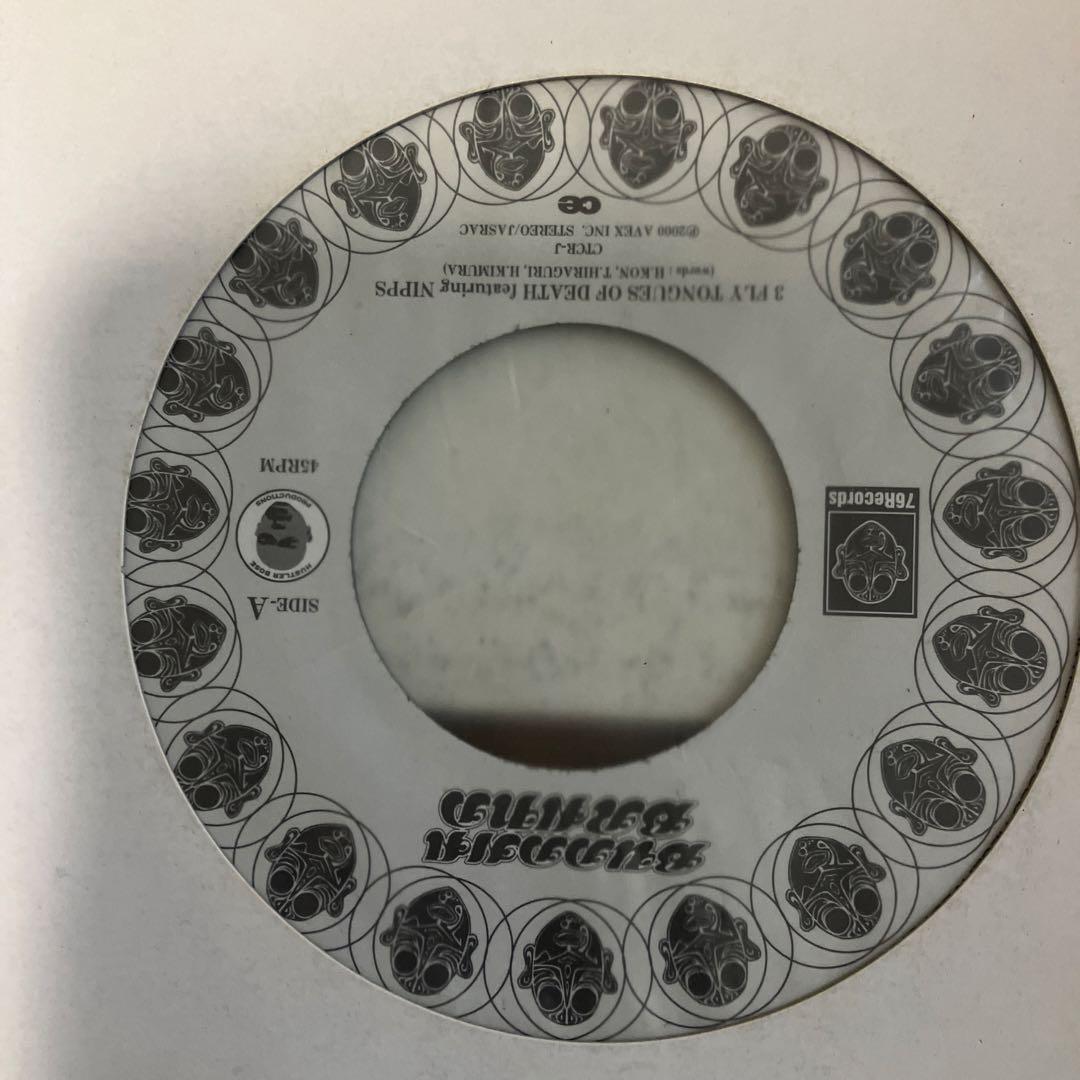 SIDE-A
HUSTLER BOSE
PRODUCTIONS
45RPM
76Records
3 FLY TONGUES OF DEATH featuring NIPPS
(words : H.KON, T.HIRAGURI, H.KIMURA)
CTCR-J
℗2000 AVEX INC. STEREO/JASRAC
ce